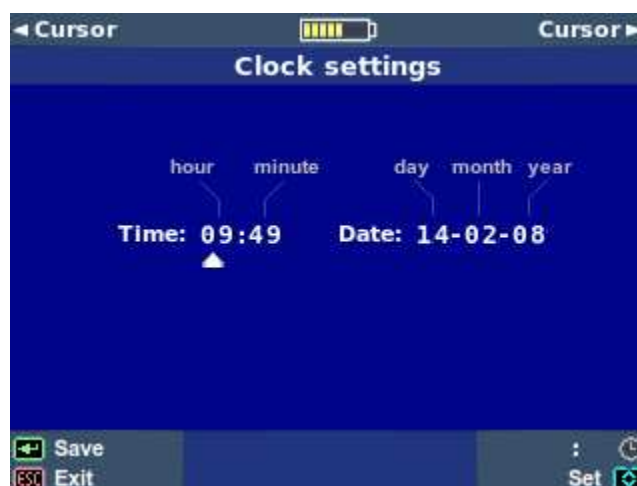 ◄ Cursor Cursor ►
Clock settings
hour minute day month year
Time: 09:49 Date: 14-02-08
Save :
ESC Exit Set